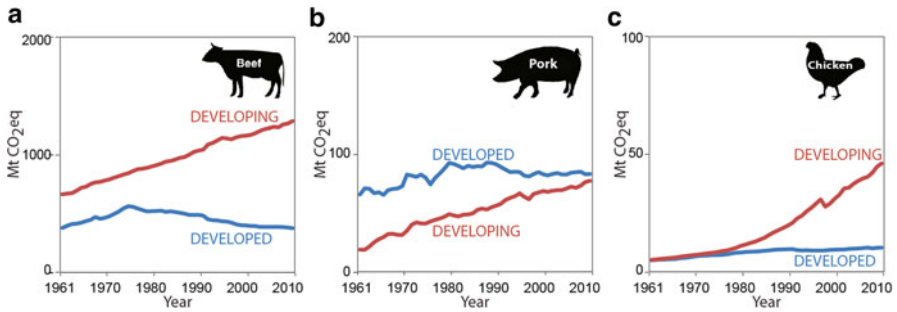 a
Mt CO2eq
2000
1000
0
Beef
DEVELOPING
DEVELOPED
1961 1970 1980 1990 2000 2010
Year
b
Mt CO2eq
200
100
0
Pork
DEVELOPED
DEVELOPING
1961 1970 1980 1990 2000 2010
Year
c
Mt CO2eq
100
50
0
Chicken
DEVELOPING
DEVELOPED
1961 1970 1980 1990 2000 2010
Year